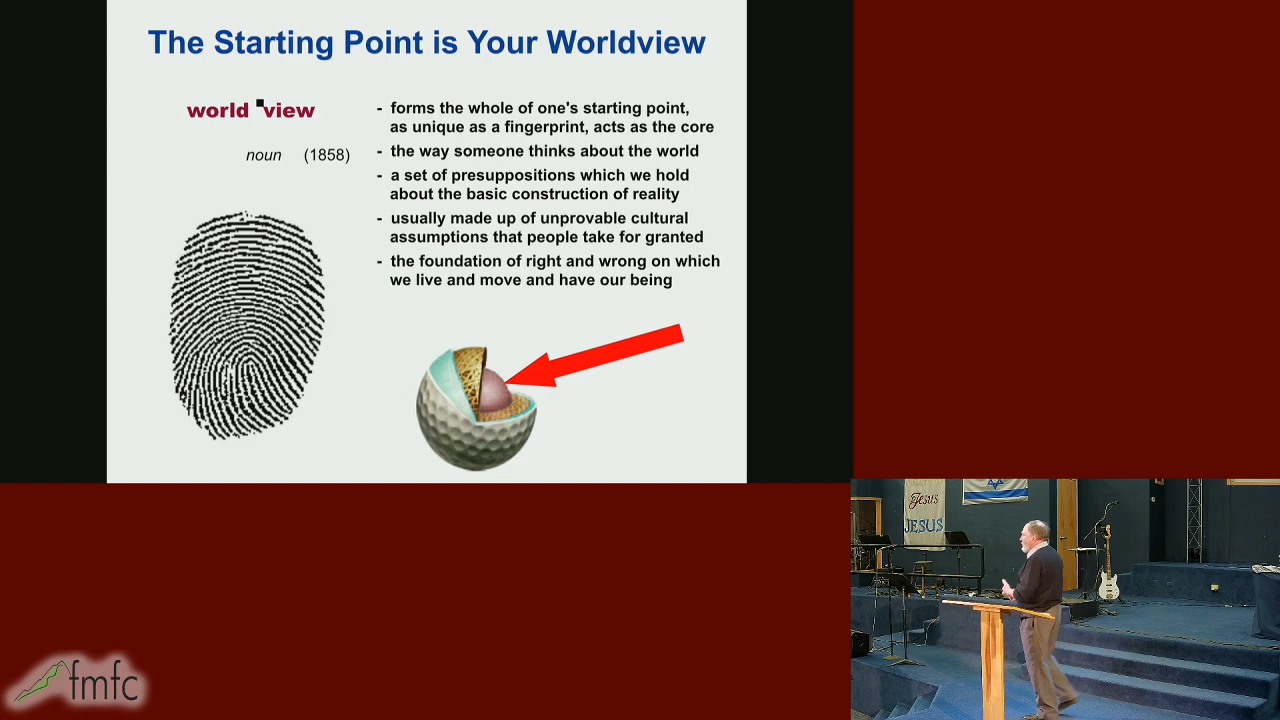 The Starting Point is Your Worldview
world ▪view
noun (1858)
- forms the whole of one's starting point,
as unique as a fingerprint, acts as the core
- the way someone thinks about the world
- a set of presuppositions which we hold
about the basic construction of reality
- usually made up of unprovable cultural
assumptions that people take for granted
- the foundation of right and wrong on which
we live and move and have our being
Jesus
JESUS
fmfc